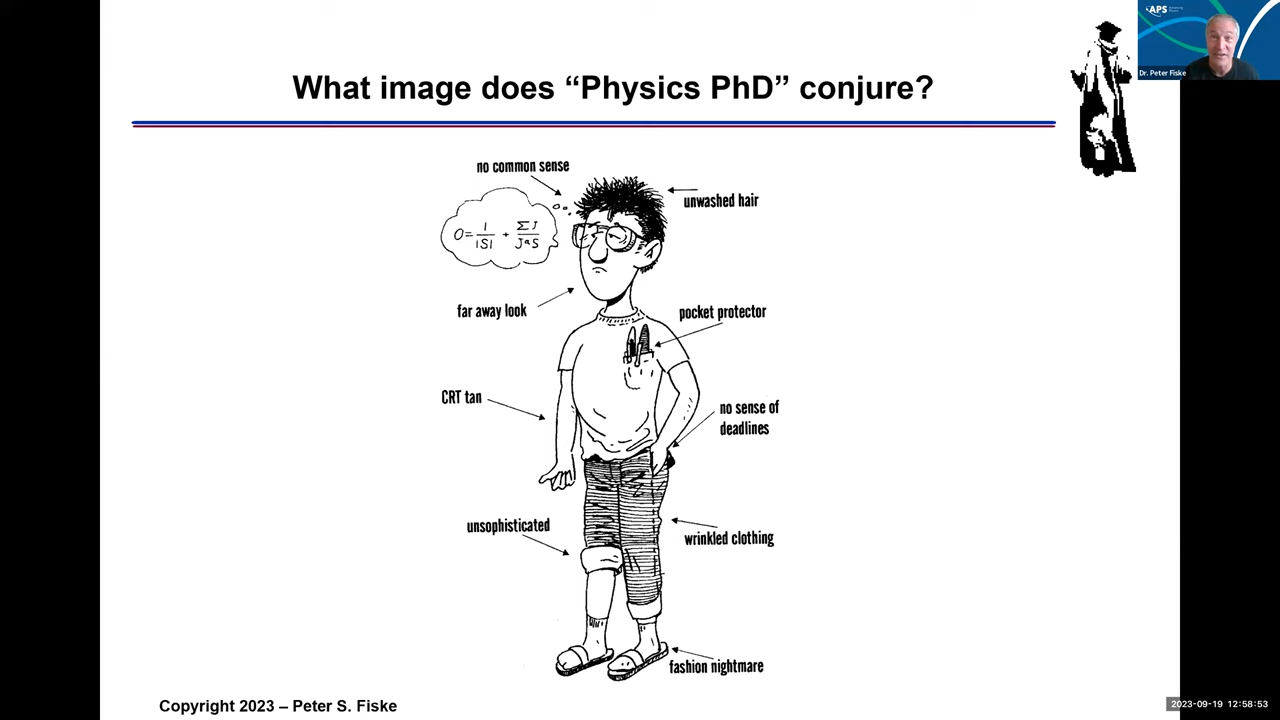 APS
Dr. Peter Fiske
What image does “Physics PhD” conjure?
no common sense
unwashed hair
far away look
pocket protector
CRT tan
no sense of
deadlines
unsophisticated
wrinkled clothing
fashion nightmare
Copyright 2023 – Peter S. Fiske
2023-09-19 12:58:53